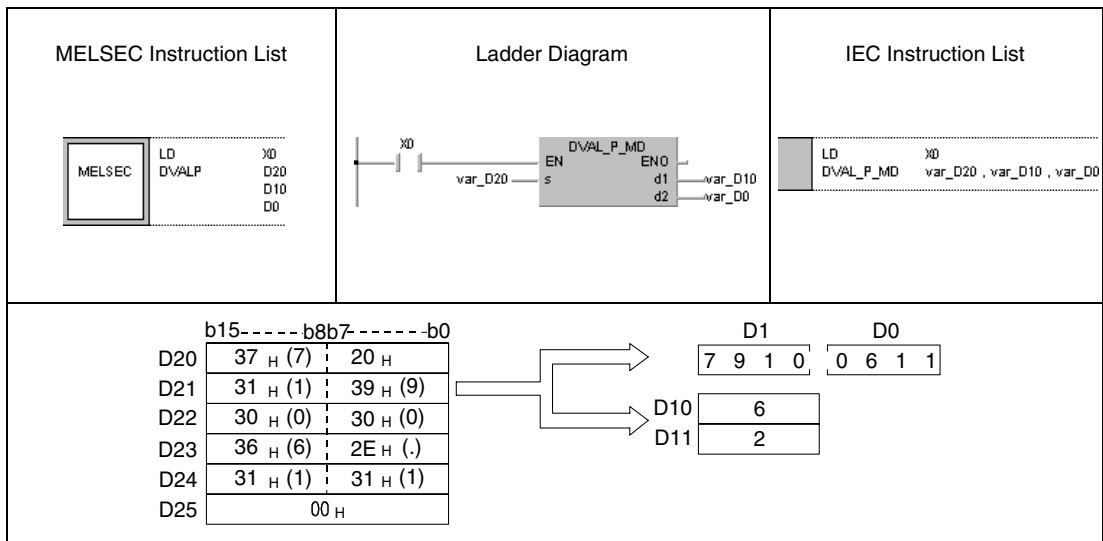 MELSEC Instruction List
Ladder Diagram
IEC Instruction List
MELSEC
LD X0
DVALP D20
D10
D0
X0
DVAL_P_MD
EN ENO
var_D20 s d1 var_D10
d2 var_D0
LD X0
DVAL_P_MD var_D20 , var_D10 , var_D0
b15------b8b7-------b0
D20 37 H (7) 20 H
D21 31 H (1) 39 H (9)
D22 30 H (0) 30 H (0)
D23 36 H (6) 2E H (.)
D24 31 H (1) 31 H (1)
D25 00 H
D1 D0
7 9 1 0 0 6 1 1
D10 6
D11 2